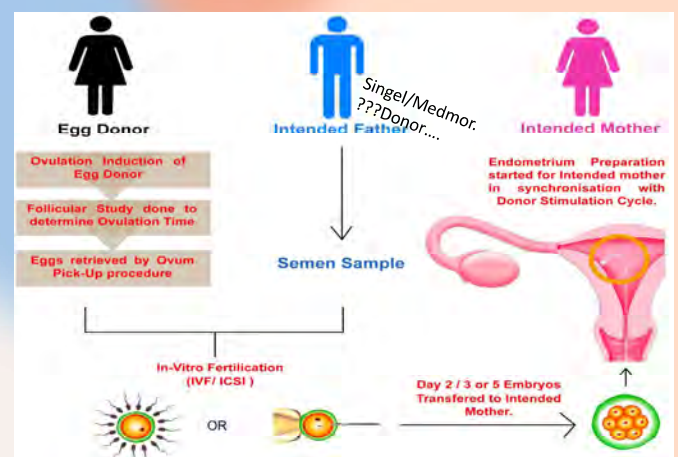 Egg Donor
Intended Father
Singel/Medmor.
???Donor....
Intended Mother
Ovulation Induction of
Egg Donor
Follicular Study done to
determine Ovulation Time
Eggs retrieved by Ovum
Pick-Up procedure
Semen Sample
Endometrium Preparation
started for Intended mother
in synchronisation with
Donor Stimulation Cycle.
In-Vitro Fertilication
(IVF/ ICSI )
OR
Day 2 / 3 or 5 Embryos
Transfered to Intended
Mother.